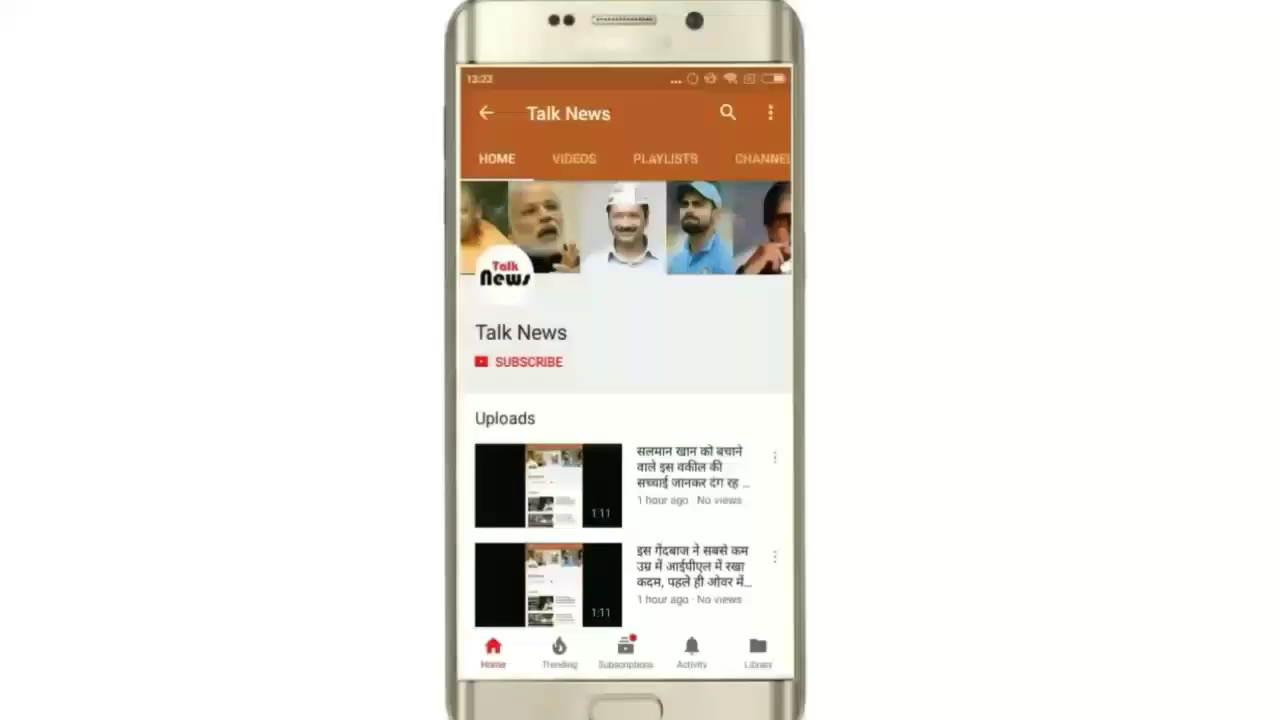 13:23
Talk News
HOME VIDEOS PLAYLISTS CHANNEL
Talk
News
Talk News
SUBSCRIBE
Uploads
सलमान खान को बचाने
वाले इस वकील की
सच्चाई जानकर दंग रह ...
1 hour ago · No views
1:11
इस गेंदबाज ने सबसे कम
उम्र में आईपीएल में रखा
कदम, पहले ही ओवर में...
1 hour ago · No views
1:11
Home Trending Subscriptions Activity Library